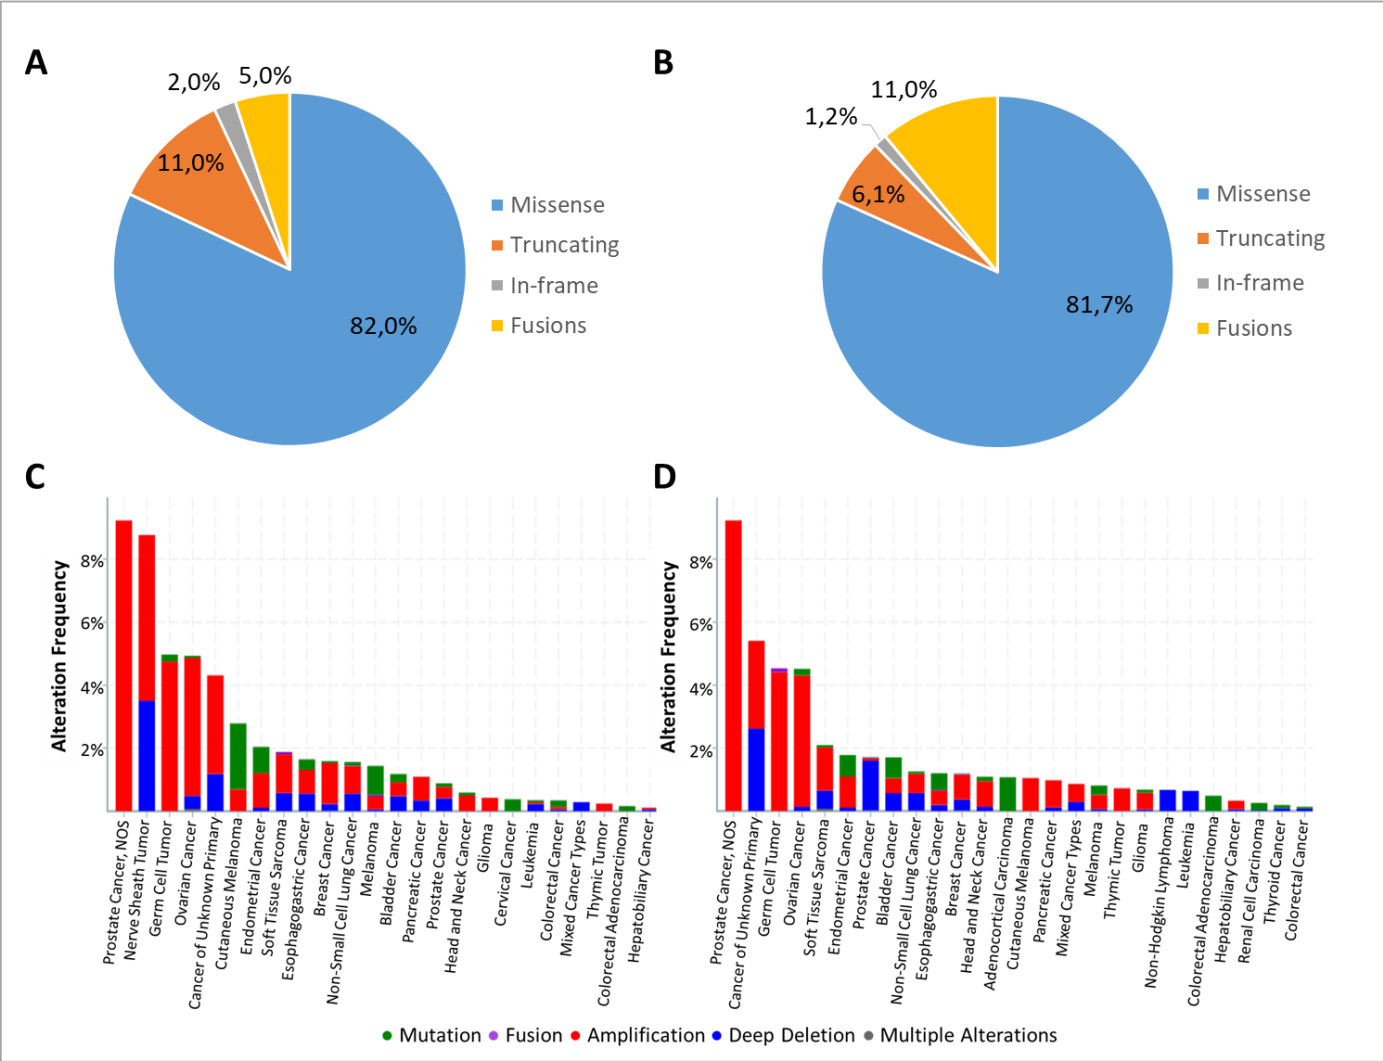 A
2,0%
5,0%
11,0%
82,0%
Missense
Truncating
In-frame
Fusions
B
11,0%
1,2%
6,1%
81,7%
Missense
Truncating
In-frame
Fusions
C
Alteration Frequency
8%
6%
4%
2%
Prostate Cancer, NOS
Nerve Sheath Tumor
Germ Cell Tumor
Ovarian Cancer
Cancer of Unknown Primary
Cutaneous Melanoma
Endometrial Cancer
Soft Tissue Sarcoma
Esophagogastric Cancer
Breast Cancer
Non-Small Cell Lung Cancer
Melanoma
Bladder Cancer
Pancreatic Cancer
Prostate Cancer
Head and Neck Cancer
Glioma
Cervical Cancer
Leukemia
Colorectal Cancer
Mixed Cancer Types
Thymic Tumor
Colorectal Adenocarcinoma
Hepatobiliary Cancer
D
Alteration Frequency
8%
6%
4%
2%
Prostate Cancer, NOS
Cancer of Unknown Primary
Germ Cell Tumor
Ovarian Cancer
Soft Tissue Sarcoma
Endometrial Cancer
Prostate Cancer
Bladder Cancer
Non-Small Cell Lung Cancer
Esophagogastric Cancer
Breast Cancer
Head and Neck Cancer
Adenocortical Carcinoma
Cutaneous Melanoma
Pancreatic Cancer
Mixed Cancer Types
Melanoma
Thymic Tumor
Glioma
Non-Hodgkin Lymphoma
Leukemia
Colorectal Adenocarcinoma
Hepatobiliary Cancer
Renal Cell Carcinoma
Thyroid Cancer
Colorectal Cancer
Mutation
Fusion
Amplification
Deep Deletion
Multiple Alterations